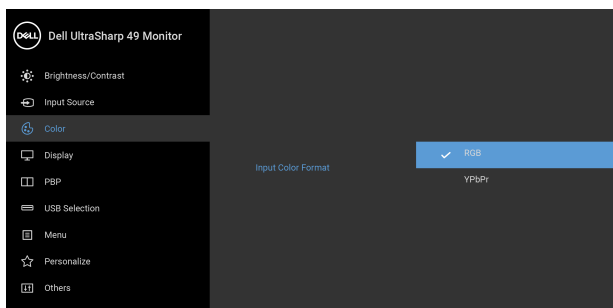 DELL
Dell UltraSharp 49 Monitor
Brightness/Contrast
Input Source
Color
Display
PBP
USB Selection
Menu
Personalize
Others
Input Color Format
RGB
YPbPr